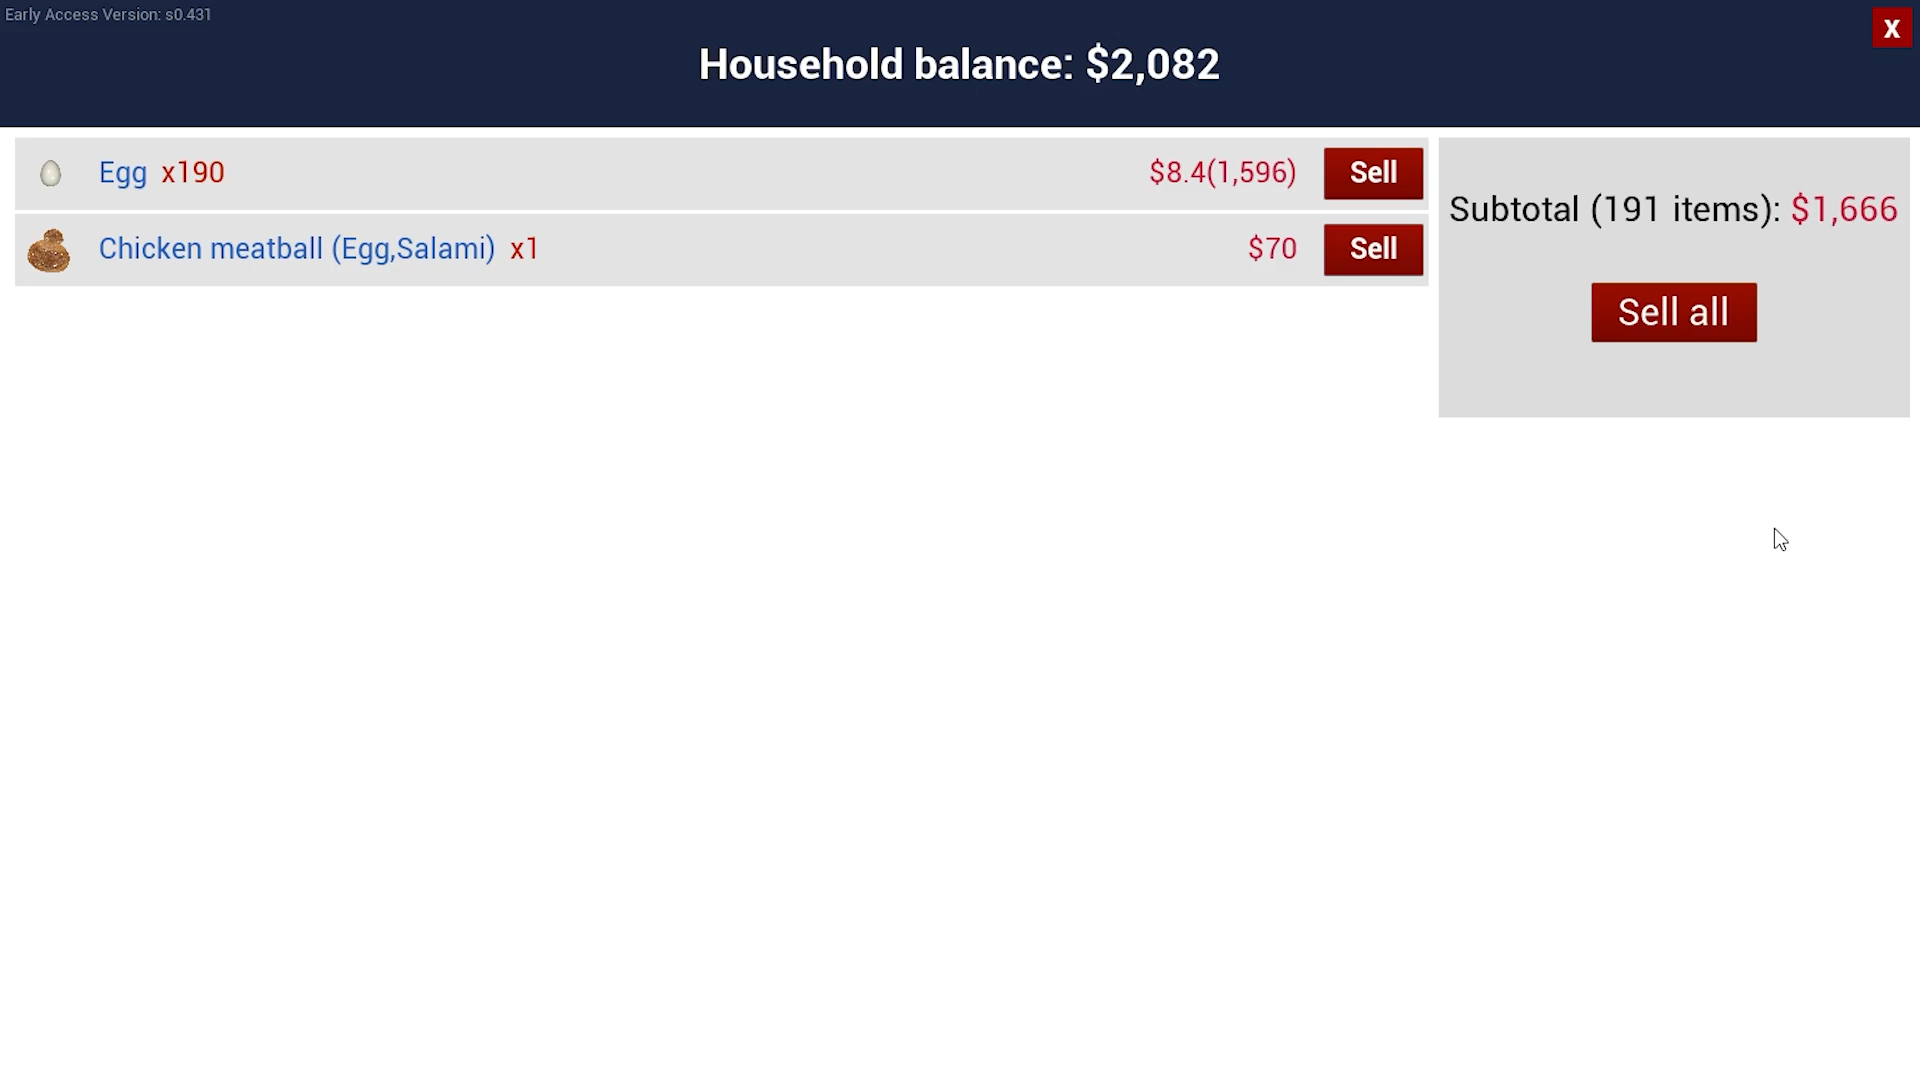 Early Access Version: s0.431
X
Household balance: $2,082
Egg x190 $8.4(1,596) Sell
Chicken meatball (Egg,Salami) x1 $70 Sell
Subtotal (191 items): $1,666
Sell all